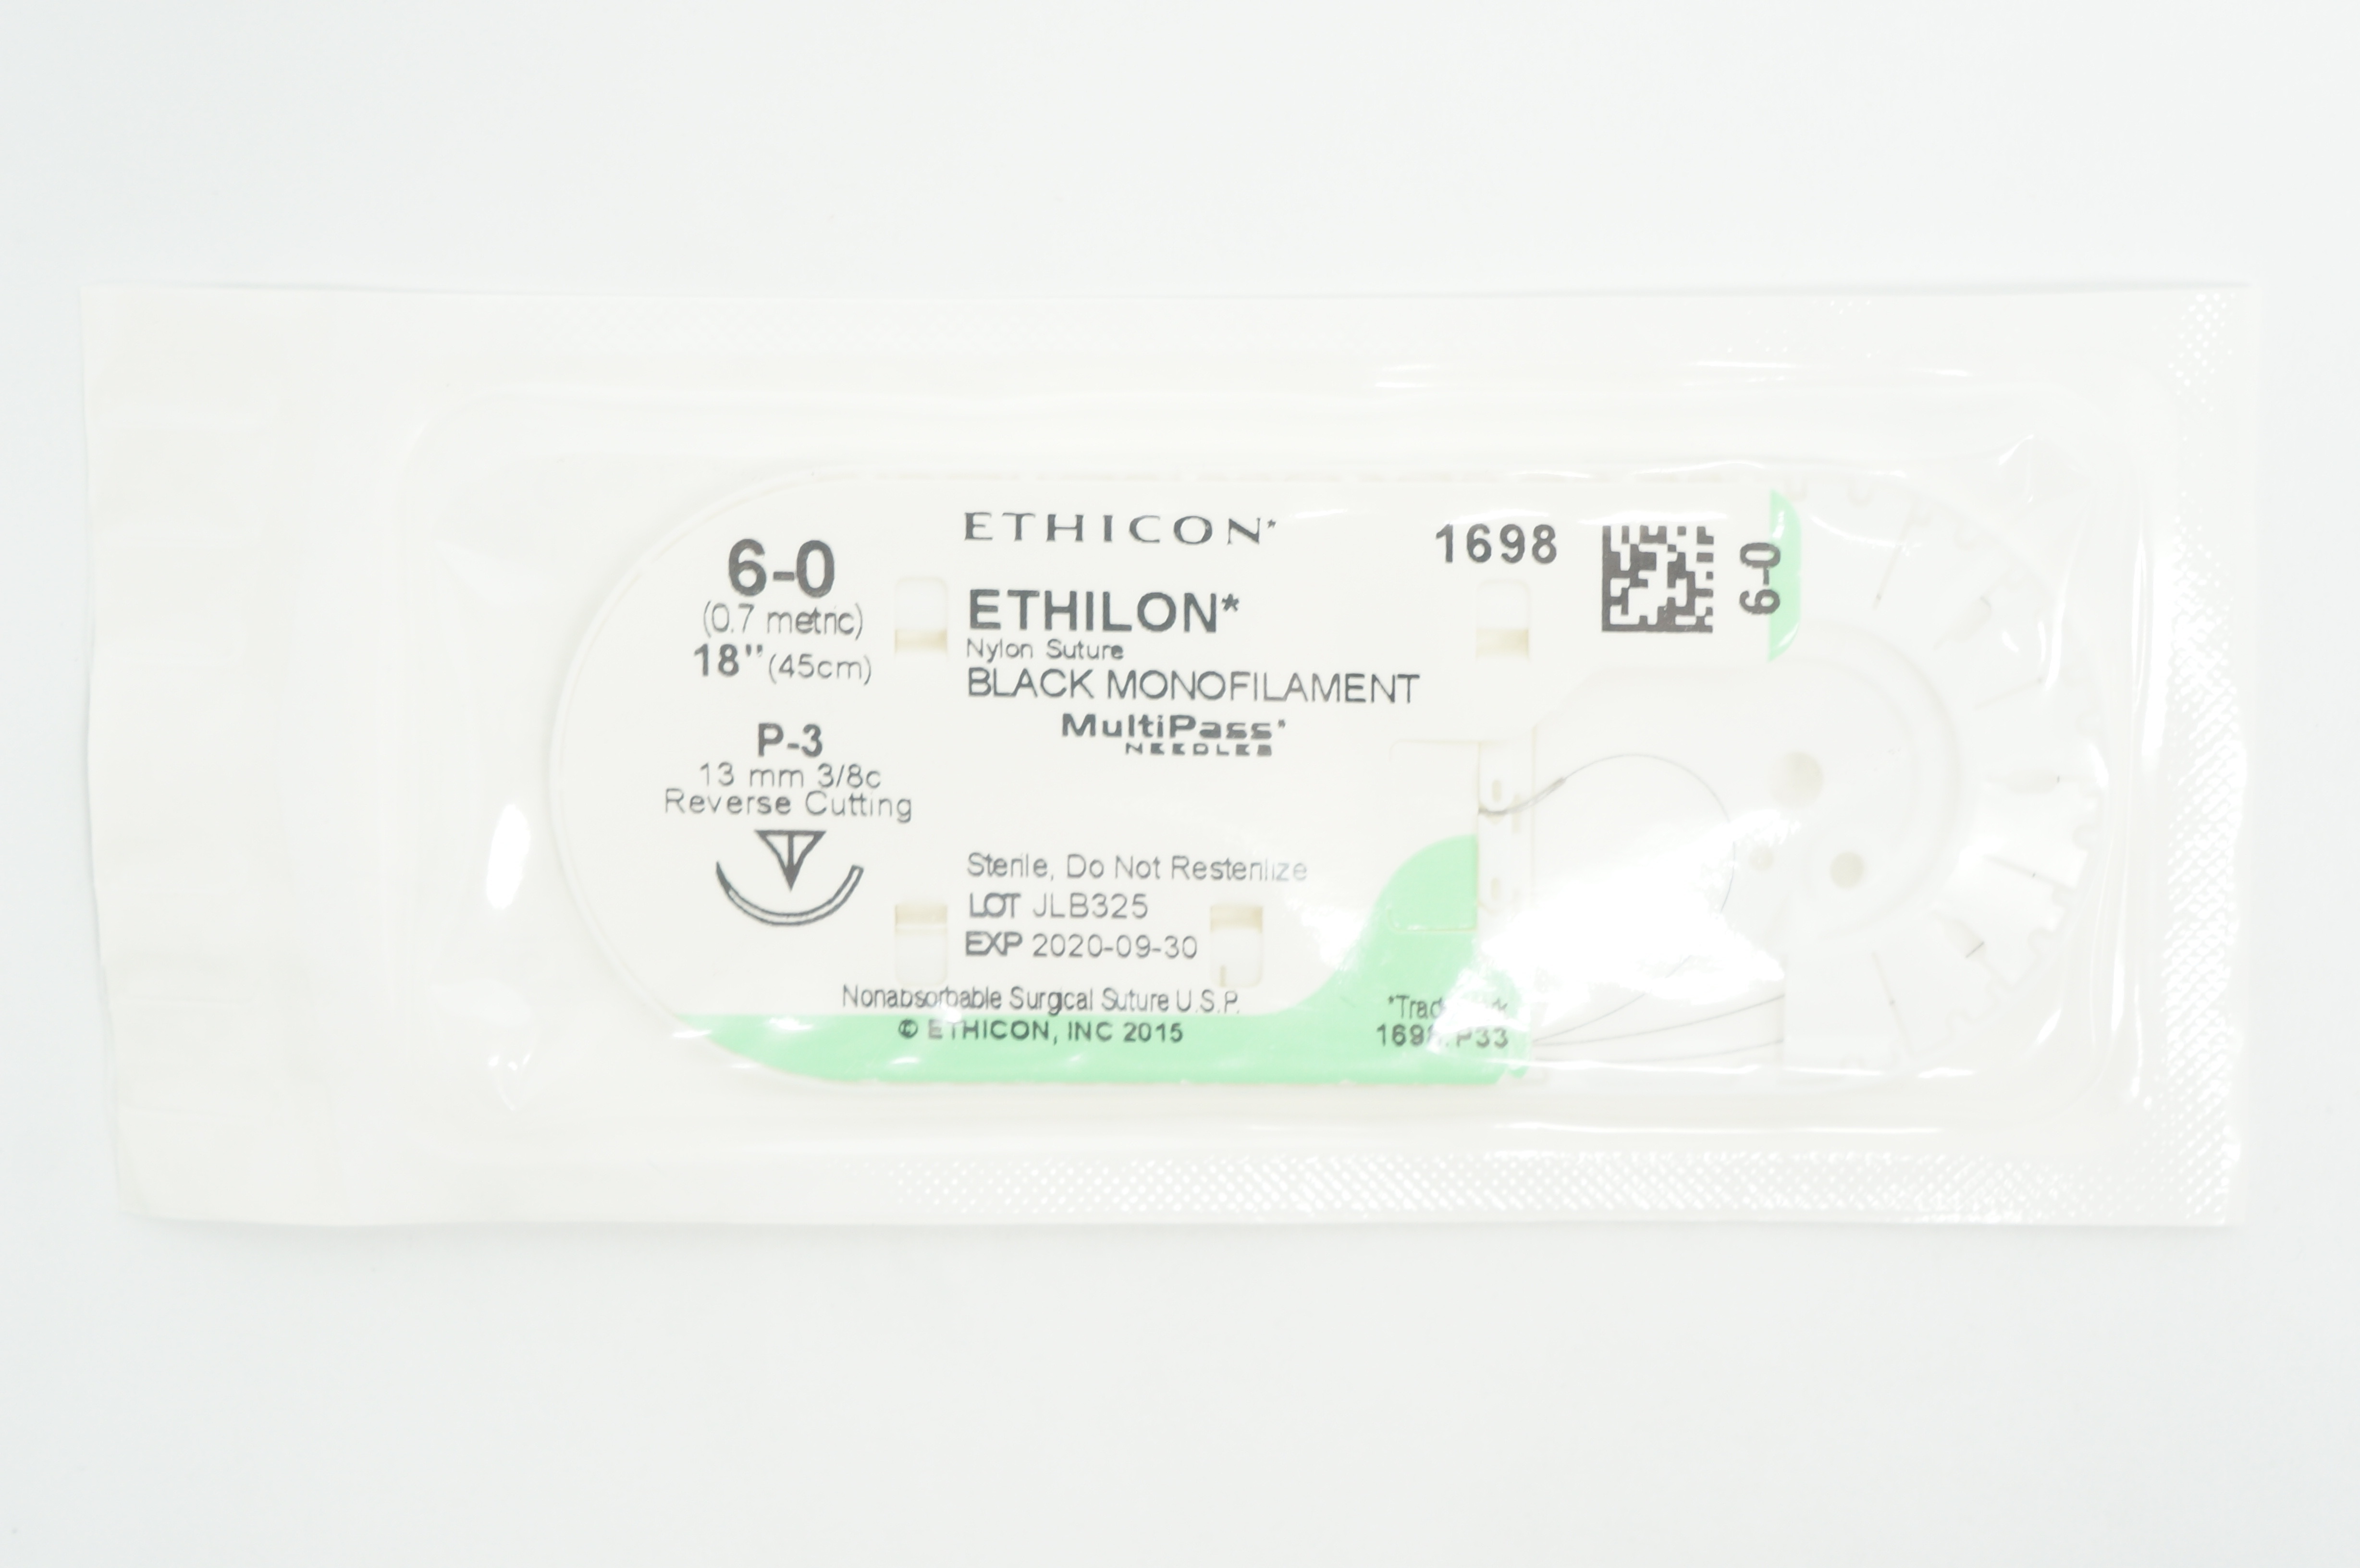 6-0
(0.7 metric)
18" (45cm)
P-3
13 mm 3/8c
Reverse Cutting
ETHICON*
ETHILON*
Nylon Suture
BLACK MONOFILAMENT
MultiPass*
NEEDLES
Sterile, Do Not Resterilize
LOT JLB325
EXP 2020-09-30
Nonabsorbable Surgical Suture U.S.P.
© ETHICON, INC 2015
1698
6-0